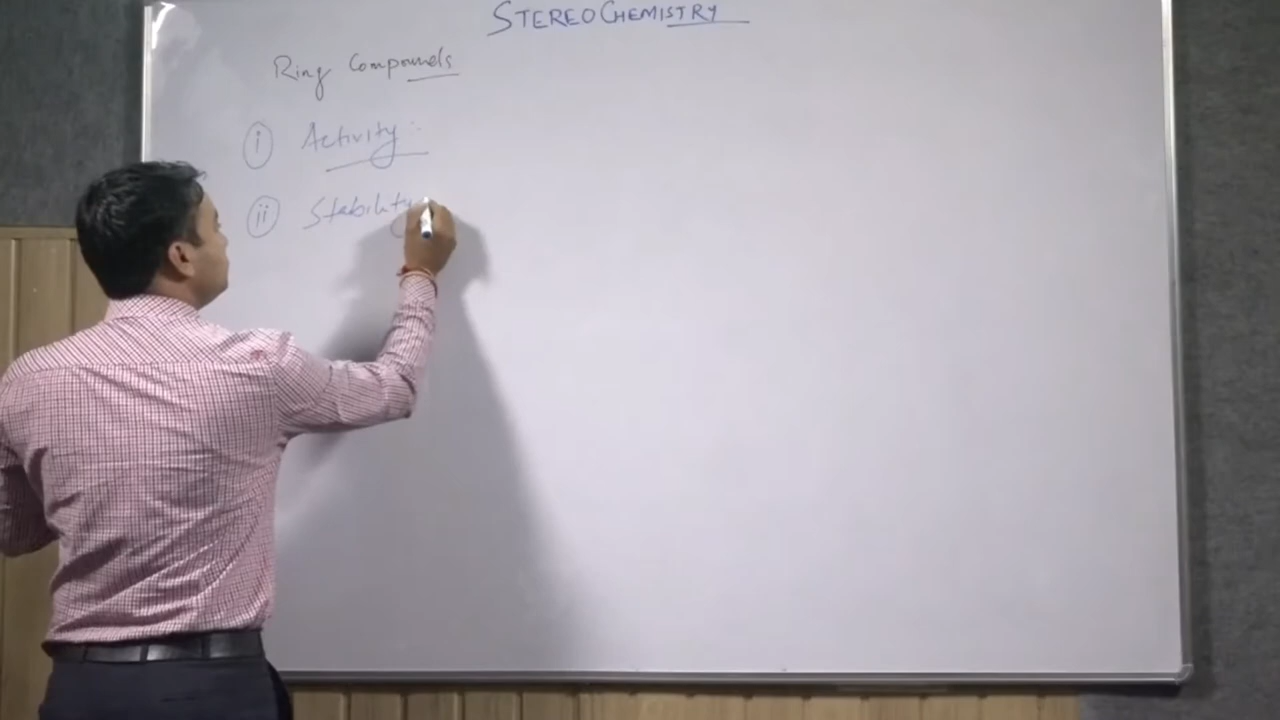 STEREOCHEMISTRY
Ring Compounds
i Activity :-
ii Stability